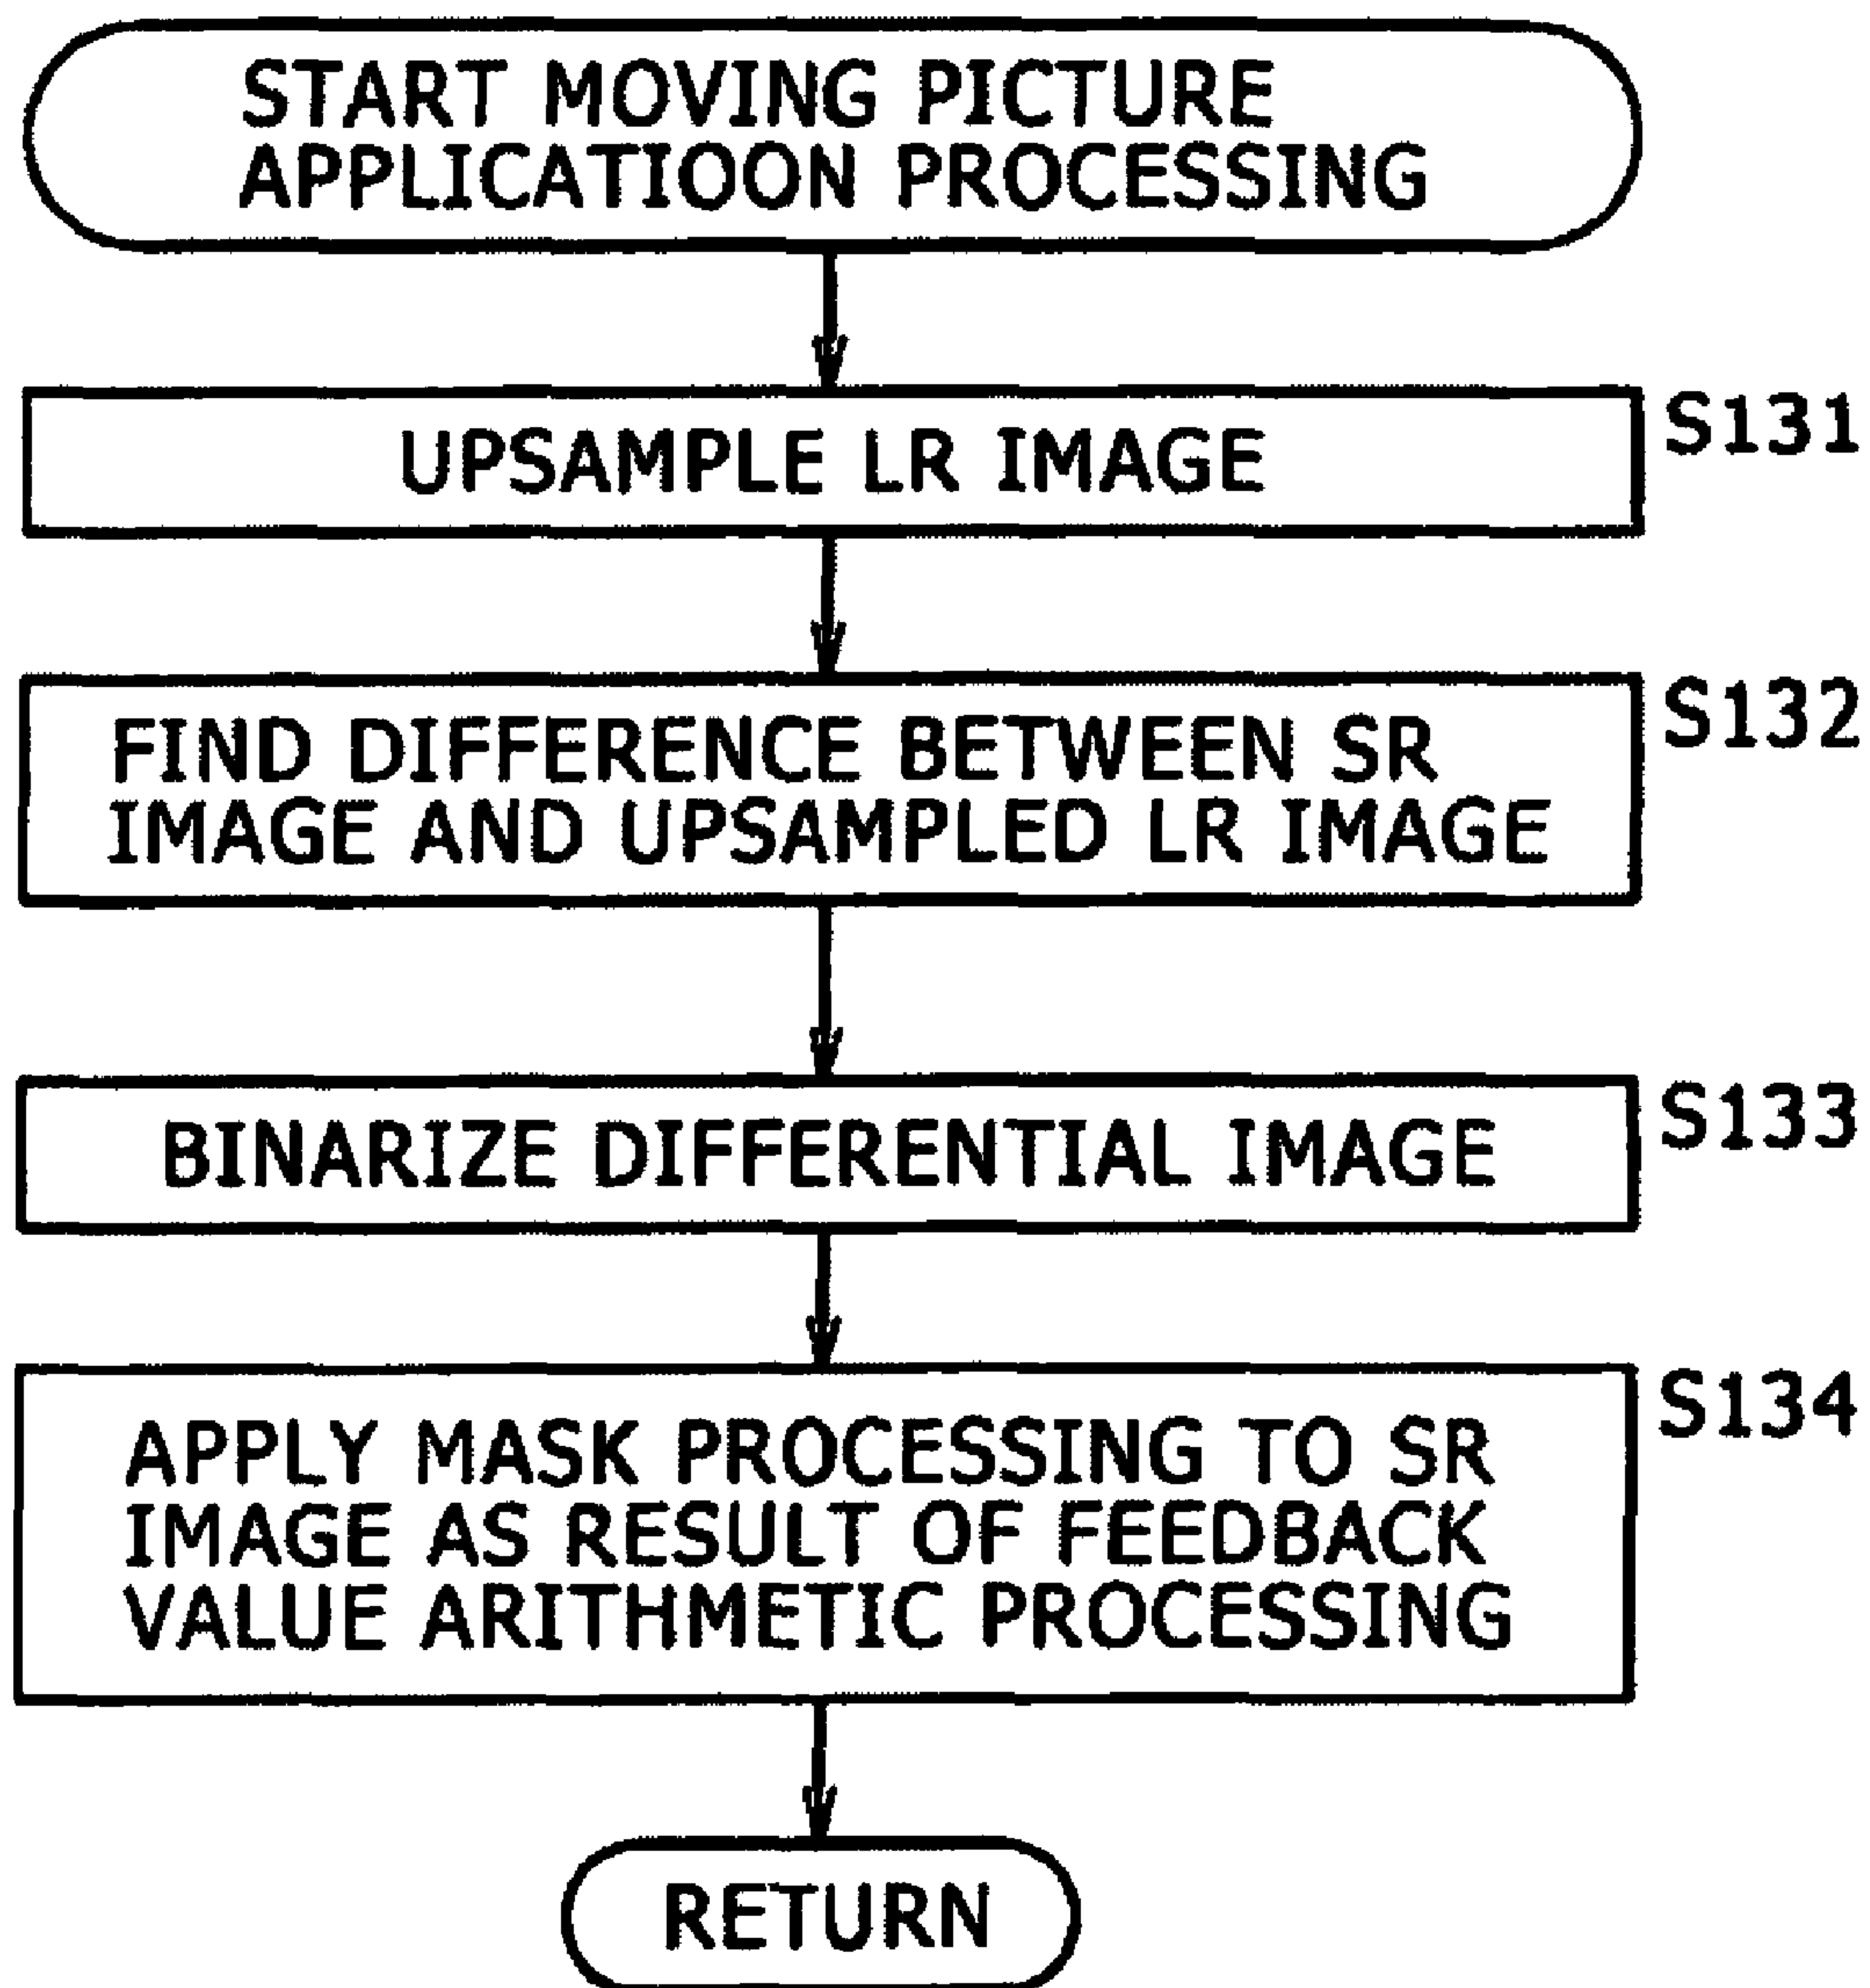 START MOVING PICTURE
APPLICATIOON PROCESSING
UPSAMPLE LR IMAGE
S131
FIND DIFFERENCE BETWEEN SR
IMAGE AND UPSAMPLED LR IMAGE
S132
BINARIZE DIFFERENTIAL IMAGE
S133
APPLY MASK PROCESSING TO SR
IMAGE AS RESULT OF FEEDBACK
VALUE ARITHMETIC PROCESSING
S134
RETURN